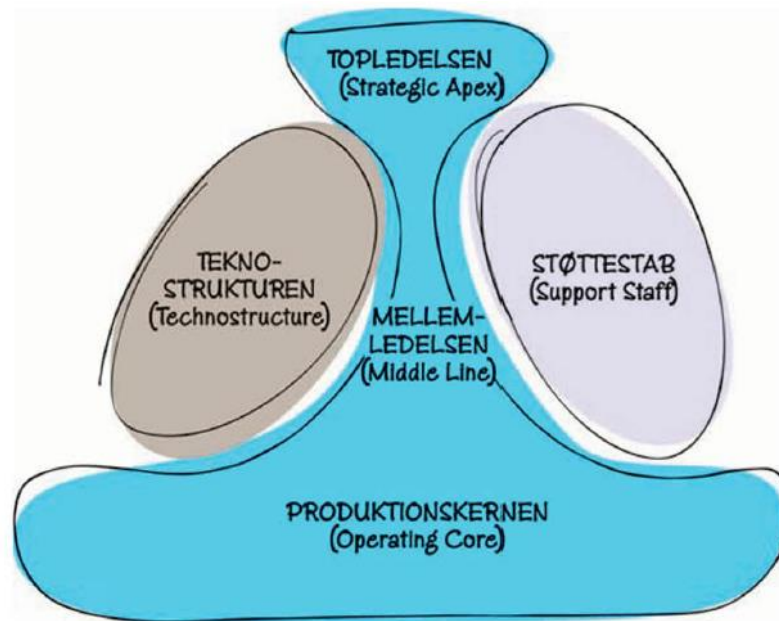 TOPLEDELSEN
(Strategic Apex)
TEKNO-
STRUKTUREN
(Technostructure)
STØTTESTAB
(Support Staff)
MELLEM-
LEDELSEN
(Middle Line)
PRODUKTIONSKERNEN
(Operating Core)